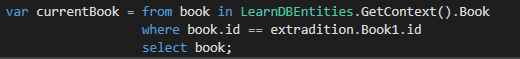 var currentBook = from book in LearnDBEntities.GetContext().Book
where book.id == extradition.Book1.id
select book;